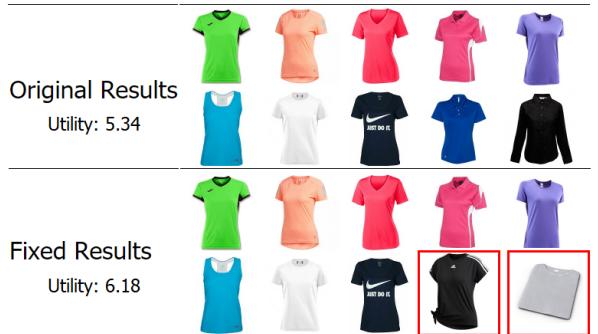 Original Results
Utility: 5.34
JUST DO IT.
Fixed Results
Utility: 6.18
JUST DO IT.